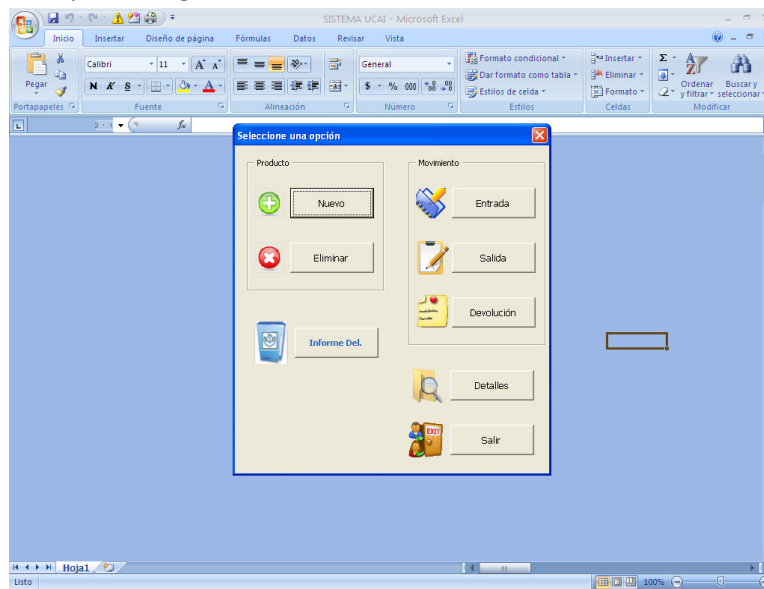 SISTEMA UCAI - Microsoft Excel
Inicio Insertar Diseño de página Fórmulas Datos Revisar Vista
Pegar
Calibri 11 A A
N K S A
General
$ % 000
Formato condicional
Dar formato como tabla
Estilos de celda
Insertar
Eliminar
Formato
Σ
Ordenar y filtrar
Buscar y seleccionar
Portapapeles Fuente Alineación Número Estilos Celdas Modificar
fx
Seleccione una opción
Producto
Nuevo
Eliminar
Informe Del.
Movimiento
Entrada
Salida
Devolución
Detalles
EXIT
Salir
Hoja1
Listo
100%